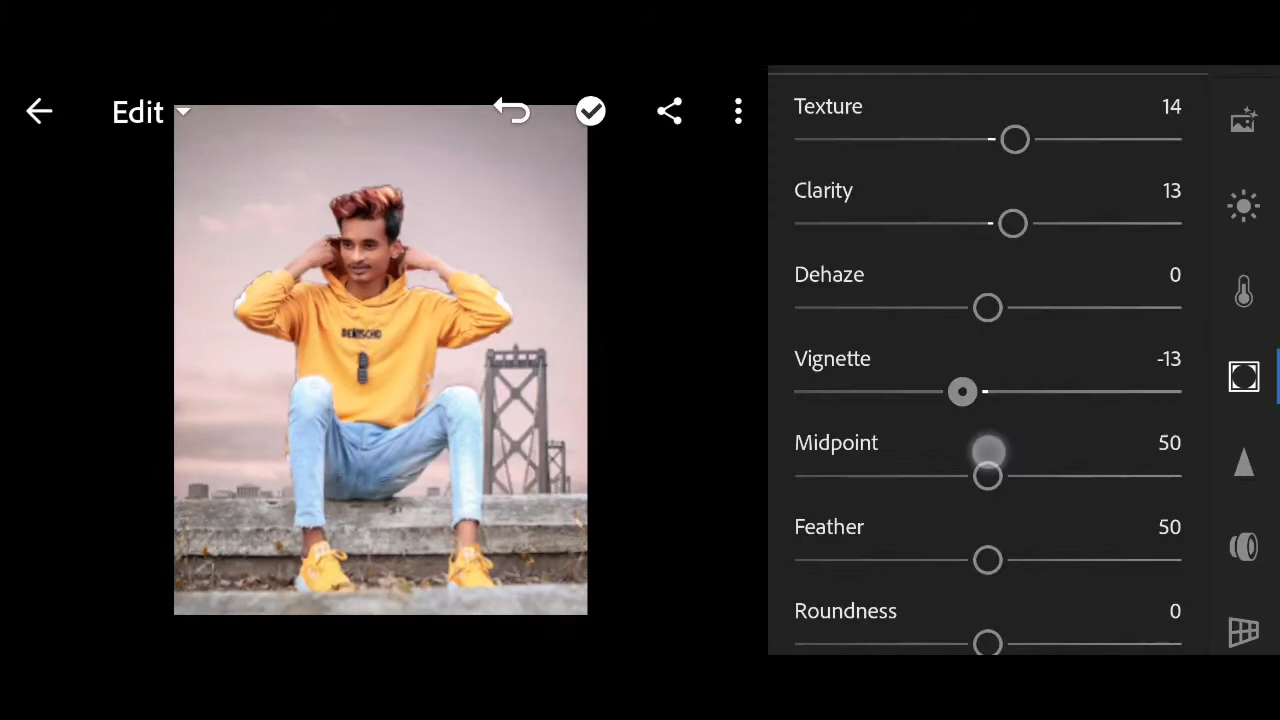 Edit
Texture 14
Clarity 13
Dehaze 0
Vignette -13
Midpoint 50
Feather 50
Roundness 0